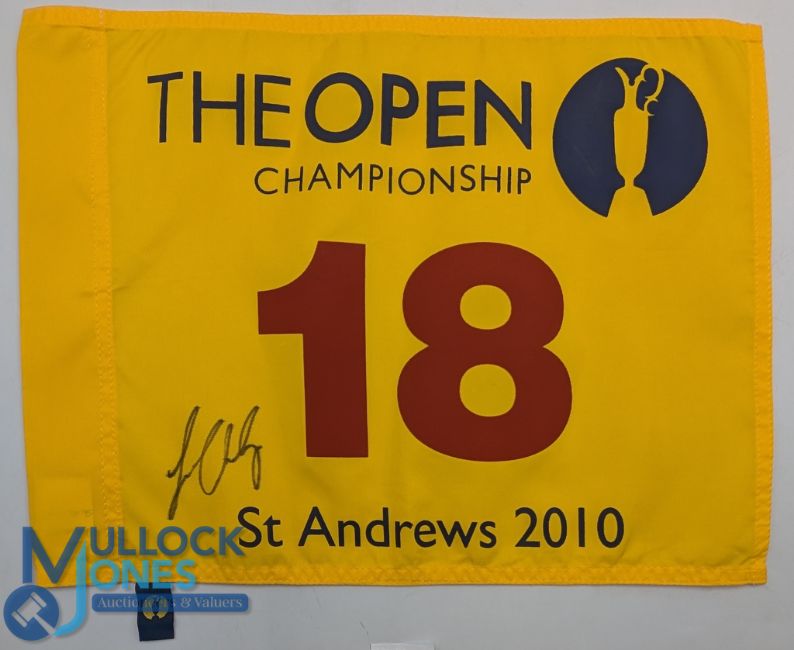 THE OPEN
CHAMPIONSHIP
18
St Andrews 2010
MULLOCK
JONES
Auctioneers & Valuers